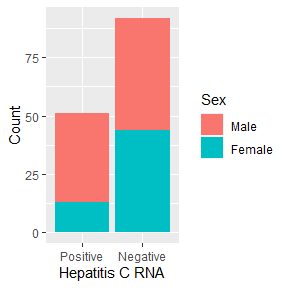 75
50
25
0
Count
Positive Negative
Hepatitis C RNA
Sex
Male
Female